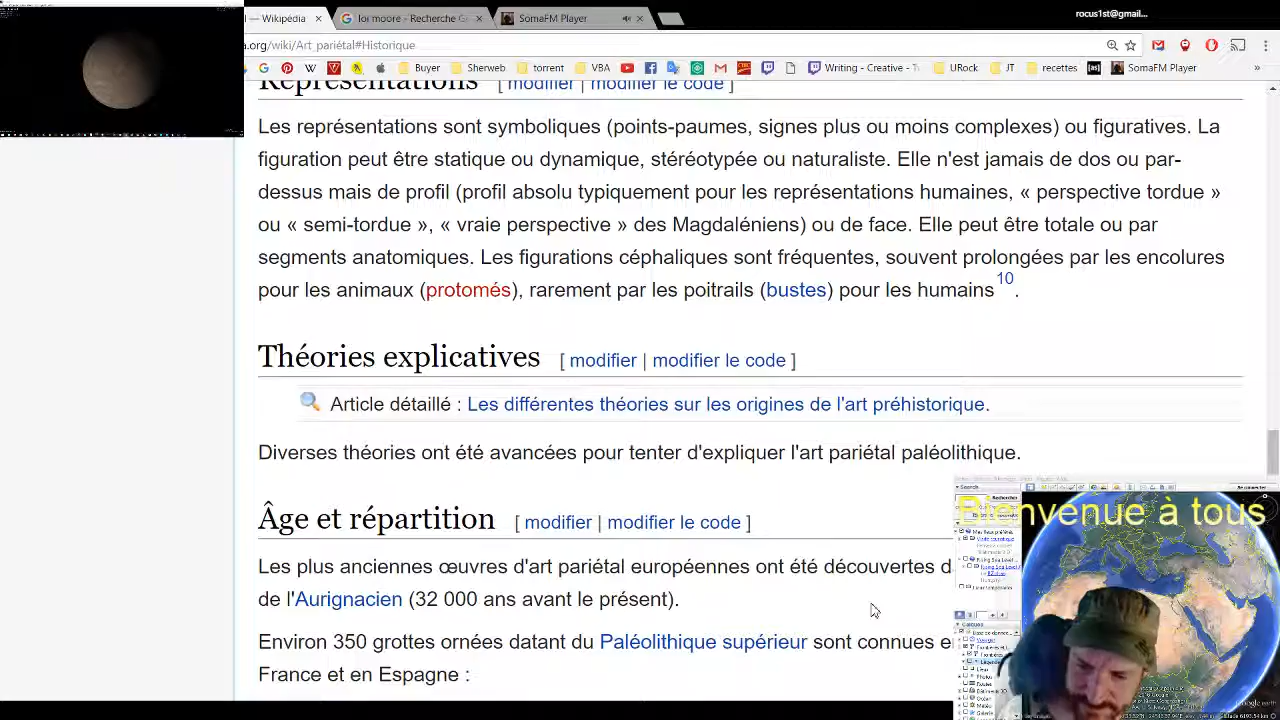 Wikipédia
loi moore - Recherche G
SomaFM Player
rocus1st@gmail...
a.org/wiki/Art_pariétal#Historique
Buyer
Sherweb
torrent
VBA
Writing - Creative
JT
recettes
[as]
SomaFM Player
»
Représentations [ modifier | modifier le code ]
Les représentations sont symboliques (points-paumes, signes plus ou moins complexes) ou figuratives. La
figuration peut être statique ou dynamique, stéréotypée ou naturaliste. Elle n'est jamais de dos ou par-
dessus mais de profil (profil absolu typiquement pour les représentations humaines, « perspective tordue »
ou « semi-tordue », « vraie perspective » des Magdaléniens) ou de face. Elle peut être totale ou par
segments anatomiques. Les figurations céphaliques sont fréquentes, souvent prolongées par les encolures
pour les animaux (protomés), rarement par les poitrails (bustes) pour les humains10.
Théories explicatives [ modifier | modifier le code ]
Article détaillé : Les différentes théories sur les origines de l'art préhistorique.
Diverses théories ont été avancées pour tenter d'expliquer l'art pariétal paléolithique.
Âge et répartition [ modifier | modifier le code ]
Les plus anciennes œuvres d'art pariétal européennes ont été découvertes d
de l'Aurignacien (32 000 ans avant le présent).
Environ 350 grottes ornées datant du Paléolithique supérieur sont connues e
France et en Espagne :
Bienvenue à tous
Search
Rechercher